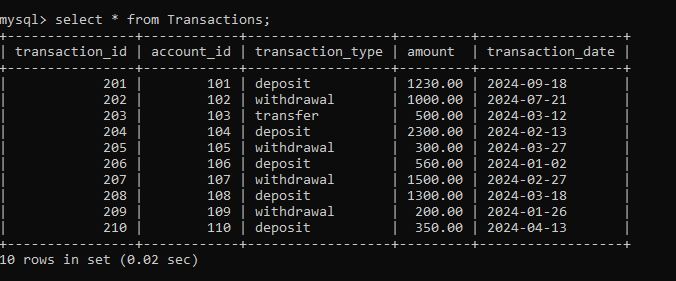 mysql> select * from Transactions;
+----------------+------------+------------------+---------+------------------+
| transaction_id | account_id | transaction_type | amount  | transaction_date |
+----------------+------------+------------------+---------+------------------+
|            201 |        101 | deposit          | 1230.00 | 2024-09-18       |
|            202 |        102 | withdrawal       | 1000.00 | 2024-07-21       |
|            203 |        103 | transfer         |  500.00 | 2024-03-12       |
|            204 |        104 | deposit          | 2300.00 | 2024-02-13       |
|            205 |        105 | withdrawal       |  300.00 | 2024-03-27       |
|            206 |        106 | deposit          |  560.00 | 2024-01-02       |
|            207 |        107 | withdrawal       | 1500.00 | 2024-02-27       |
|            208 |        108 | deposit          | 1300.00 | 2024-03-18       |
|            209 |        109 | withdrawal       |  200.00 | 2024-01-26       |
|            210 |        110 | deposit          |  350.00 | 2024-04-13       |
+----------------+------------+------------------+---------+------------------+
10 rows in set (0.02 sec)